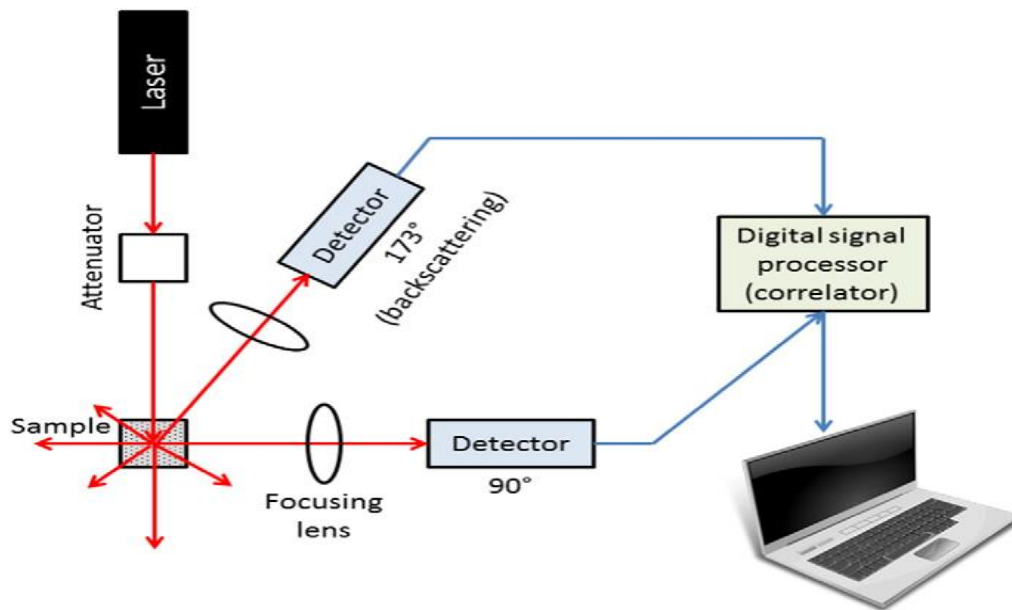 Laser
Attenuator
Detector
173°
(backscattering)
Digital signal
processor
(correlator)
Sample
Detector
90°
Focusing
lens